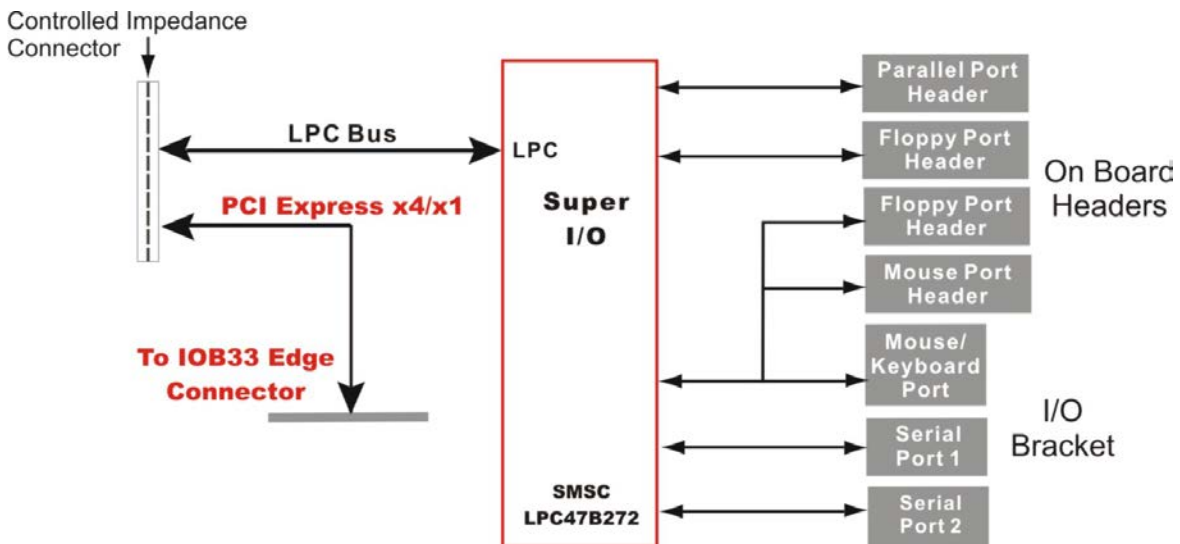 Controlled Impedance
Connector
LPC Bus
PCI Express x4/x1
To IOB33 Edge
Connector
LPC
Super
I/O
SMSC
LPC47B272
Parallel Port
Header
Floppy Port
Header
Floppy Port
Header
Mouse Port
Header
Mouse/
Keyboard
Port
Serial
Port 1
Serial
Port 2
On Board
Headers
I/O
Bracket